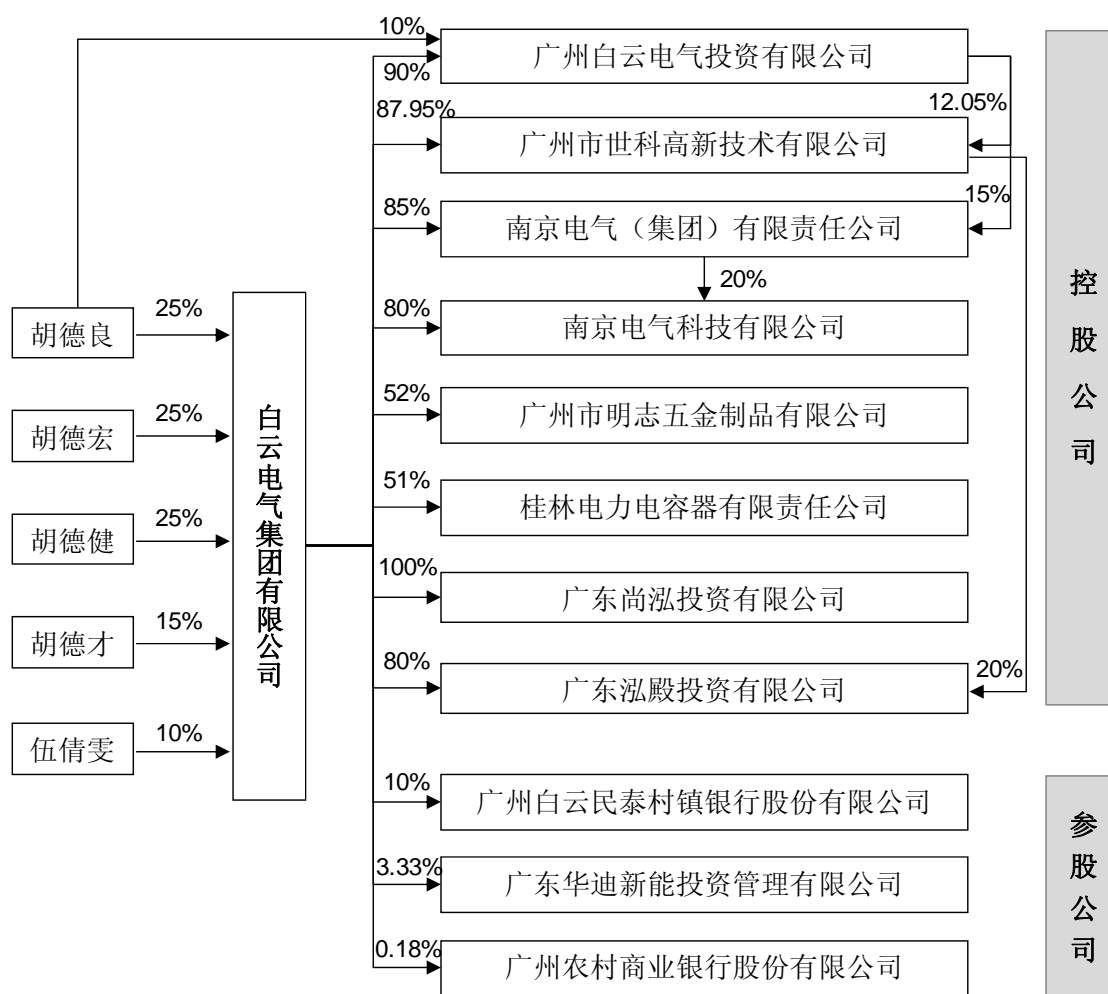 10%
广州白云电气投资有限公司
90%
87.95%
12.05%
广州市世科高新技术有限公司
85%
15%
南京电气（集团）有限责任公司
20%
25%
80%
胡德良
南京电气科技有限公司
52%
25%
胡德宏
广州市明志五金制品有限公司
51%
25%
胡德健
桂林电力电容器有限责任公司
白云电气集团有限公司
100%
15%
胡德才
广东尚泓投资有限公司
80%
20%
广东泓殿投资有限公司
10%
伍倩雯
控股公司
10%
广州白云民泰村镇银行股份有限公司
3.33%
广东华迪新能投资管理有限公司
0.18%
广州农村商业银行股份有限公司
参股公司